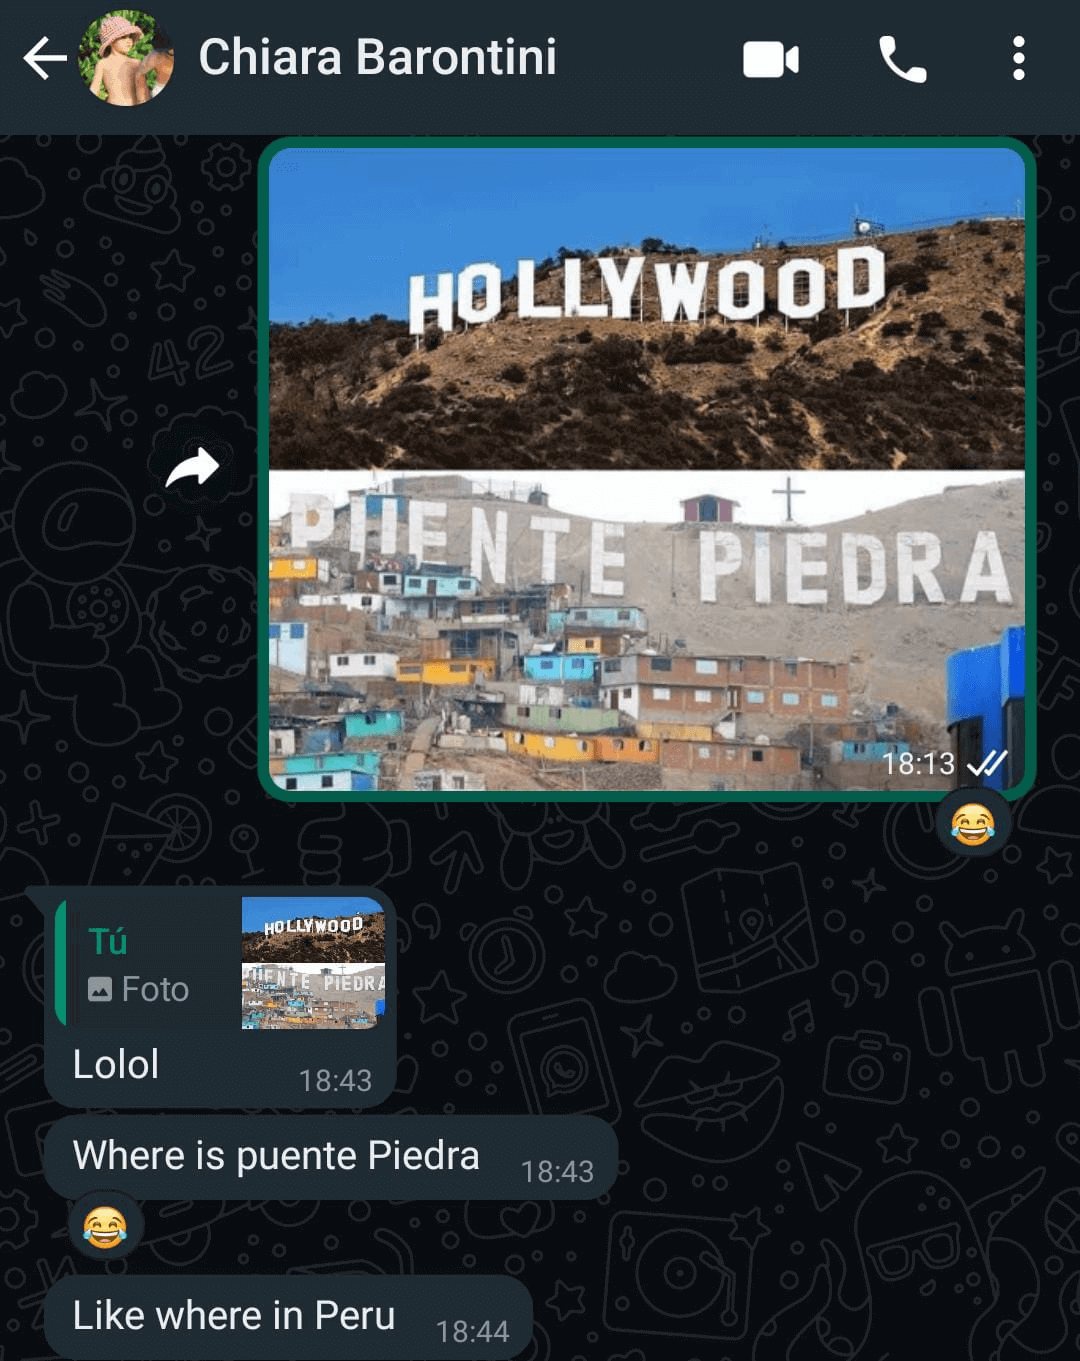 Chiara Barontini
HOLLYWOOD
PUENTE PIEDRA
18:13
Tú
HOLLYWOOD
PUENTE PIEDRA
Foto
Lolol
18:43
Where is puente Piedra
18:43
Like where in Peru
18:44